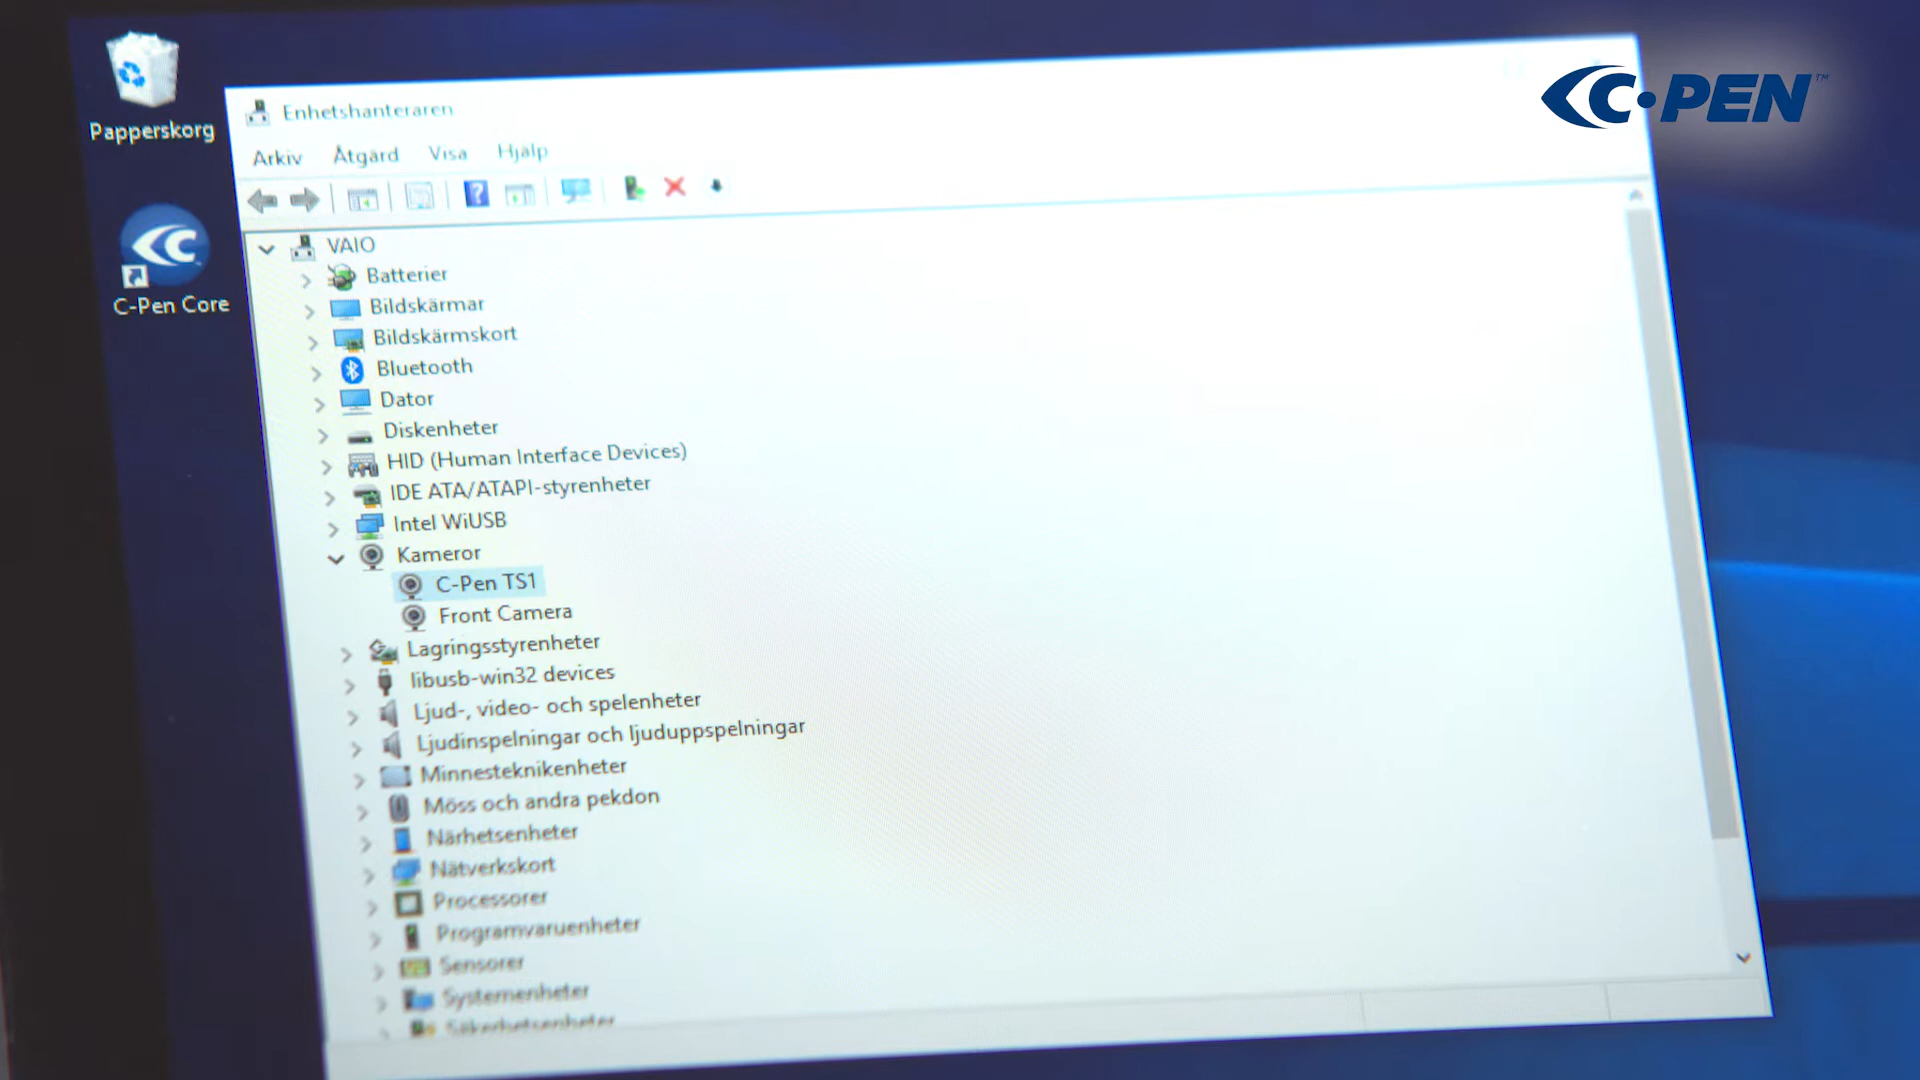 Papperskorg
C-Pen Core
C-PEN™
Enhetshanteraren
Arkiv Åtgärd Visa Hjälp
VAIO
Batterier
Bildskärmar
Bildskärmskort
Bluetooth
Dator
Diskenheter
HID (Human Interface Devices)
IDE ATA/ATAPI-styrenheter
Intel WiUSB
Kameror
C-Pen TS1
Front Camera
Lagringsstyrenheter
libusb-win32 devices
Ljud-, video- och spelenheter
Ljudinspelningar och ljuduppspelningar
Minnesteknikenheter
Möss och andra pekdon
Närhetsenheter
Nätverkskort
Processorer
Programvaruenheter
Sensorer
Systemenheter
Säkerhetsenheter